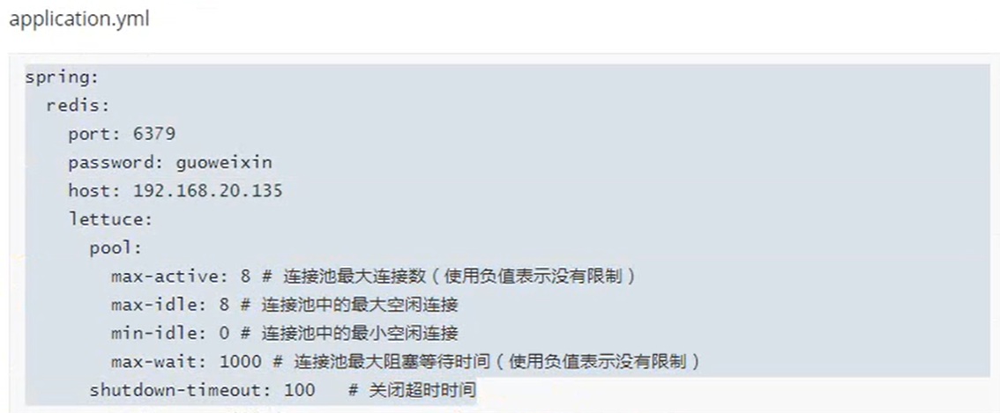 application.yml
spring:
  redis:
    port: 6379
    password: guoweixin
    host: 192.168.20.135
    lettuce:
      pool:
        max-active: 8 # 连接池最大连接数（使用负值表示没有限制）
        max-idle: 8 # 连接池中的最大空闲连接
        min-idle: 0 # 连接池中的最小空闲连接
        max-wait: 1000 # 连接池最大阻塞等待时间（使用负值表示没有限制）
      shutdown-timeout: 100   # 关闭超时时间